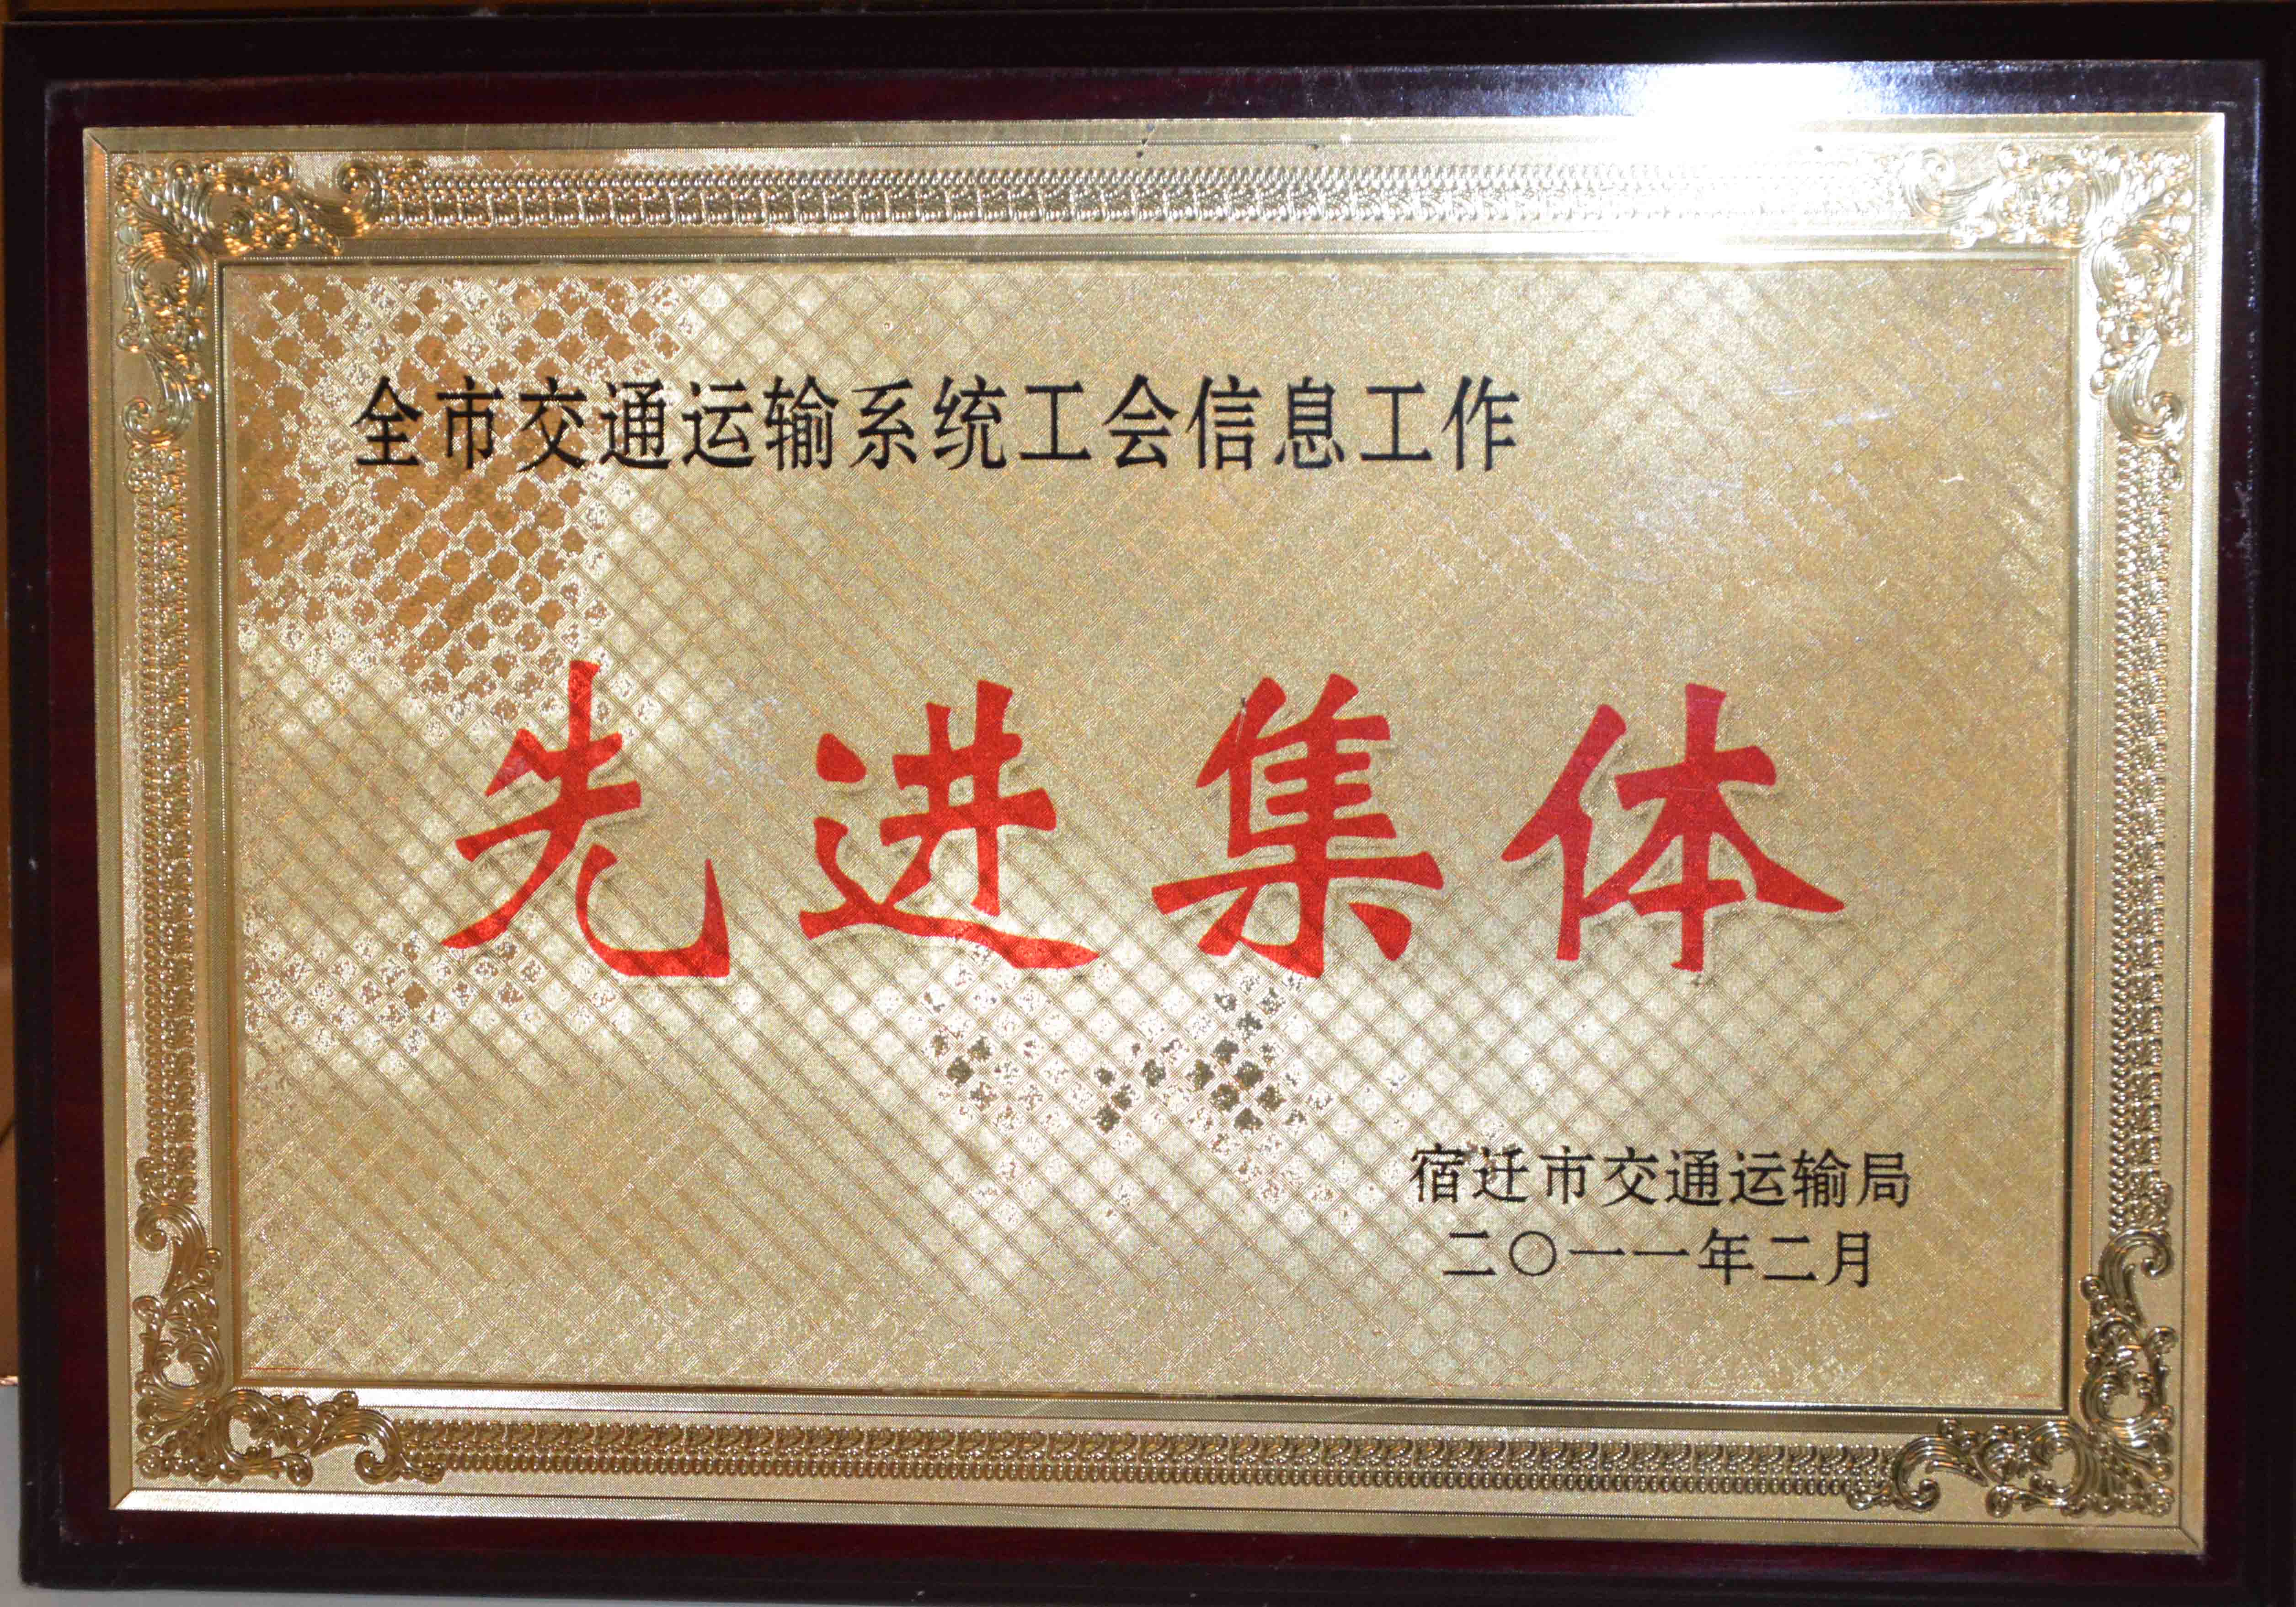 全市交通运输系统工会信息工作
先进集体
宿迁市交通运输局
二〇一一年二月